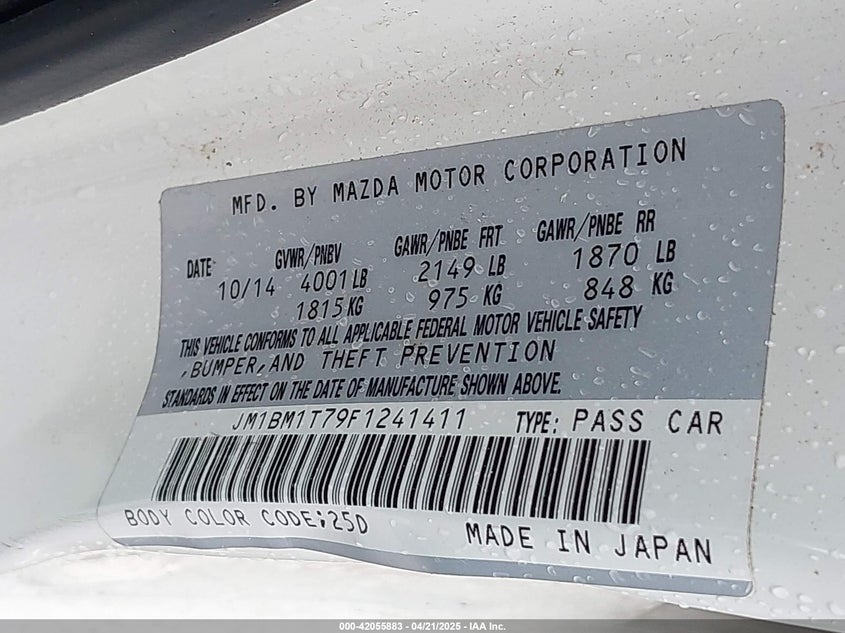 MFD. BY MAZDA MOTOR CORPORATION
DATE GVWR/PNBV GAWR/PNBE FRT GAWR/PNBE RR
10/14 4001 LB 2149 LB 1870 LB
1815 KG 975 KG 848 KG
THIS VEHICLE CONFORMS TO ALL APPLICABLE FEDERAL MOTOR VEHICLE SAFETY
,BUMPER,AND THEFT PREVENTION
STANDARDS IN EFFECT ON THE DATE OF MANUFACTURE SHOWN ABOVE.
JM1BM1T79F1241411 TYPE: PASS CAR
BODY COLOR CODE;25D MADE IN JAPAN
000-42055883 / 04/21/2025 - IAA Inc.